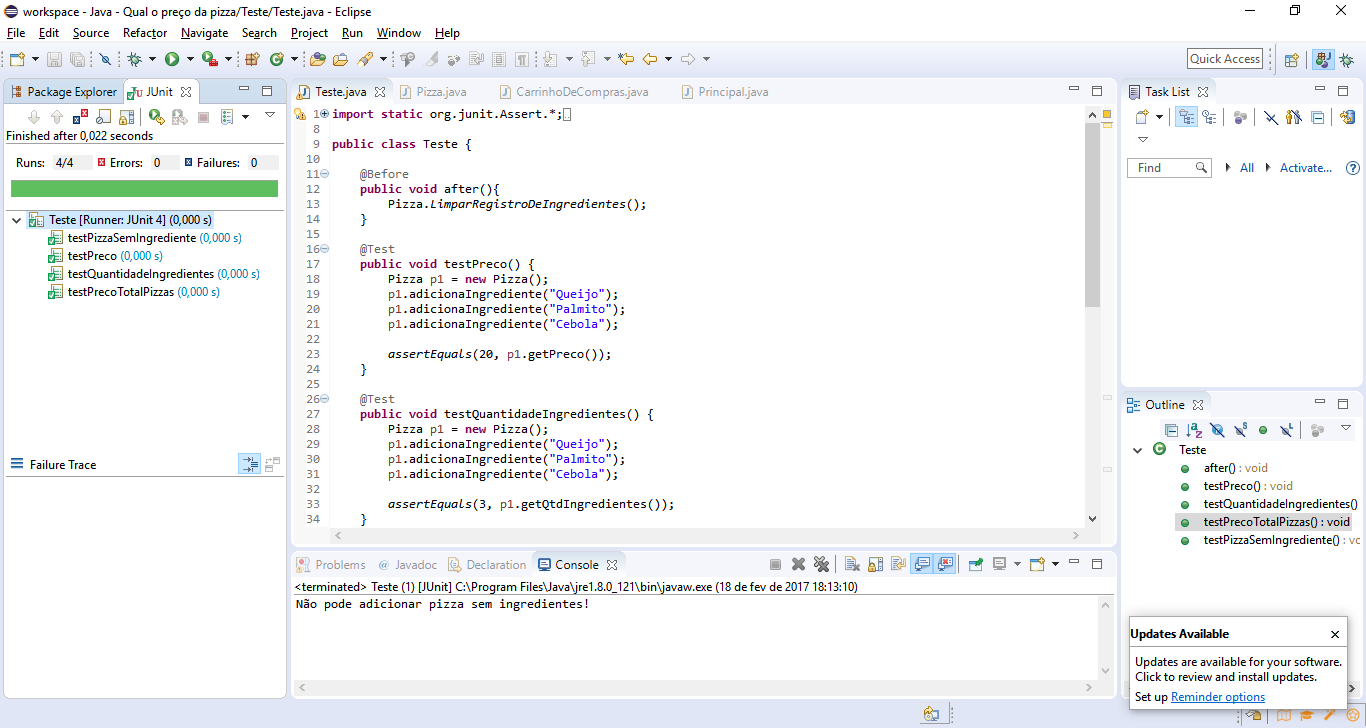 workspace - Java - Qual o preço da pizza/Teste/Teste.java - Eclipse
File Edit Source Refactor Navigate Search Project Run Window Help
Quick Access
Package Explorer JUnit
Finished after 0,022 seconds
Runs: 4/4 Errors: 0 Failures: 0
Teste [Runner: JUnit 4] (0,000 s)
testPizzaSemIngrediente (0,000 s)
testPreco (0,000 s)
testQuantidadeIngredientes (0,000 s)
testPrecoTotalPizzas (0,000 s)
Failure Trace
Teste.java Pizza.java CarrinhoDeCompras.java Principal.java
1 import static org.junit.Assert.*;
8
9 public class Teste {
10
11 @Before
12 public void after(){
13 Pizza.LimparRegistroDeIngredientes();
14 }
15
16 @Test
17 public void testPreco() {
18 Pizza p1 = new Pizza();
19 p1.adicionaIngrediente("Queijo");
20 p1.adicionaIngrediente("Palmito");
21 p1.adicionaIngrediente("Cebola");
22
23 assertEquals(20, p1.getPreco());
24 }
25
26 @Test
27 public void testQuantidadeIngredientes() {
28 Pizza p1 = new Pizza();
29 p1.adicionaIngrediente("Queijo");
30 p1.adicionaIngrediente("Palmito");
31 p1.adicionaIngrediente("Cebola");
32
33 assertEquals(3, p1.getQtdIngredientes());
34 }
Problems Javadoc Declaration Console
<terminated> Teste (1) [JUnit] C:\Program Files\Java\jre1.8.0_121\bin\javaw.exe (18 de fev de 2017 18:13:10)
Não pode adicionar pizza sem ingredientes!
Task List
Find All Activate...
Outline
Teste
after() : void
testPreco() : void
testQuantidadeIngredientes()
testPrecoTotalPizzas() : void
testPizzaSemIngrediente() : vo
Updates Available
Updates are available for your software.
Click to review and install updates.
Set up Reminder options